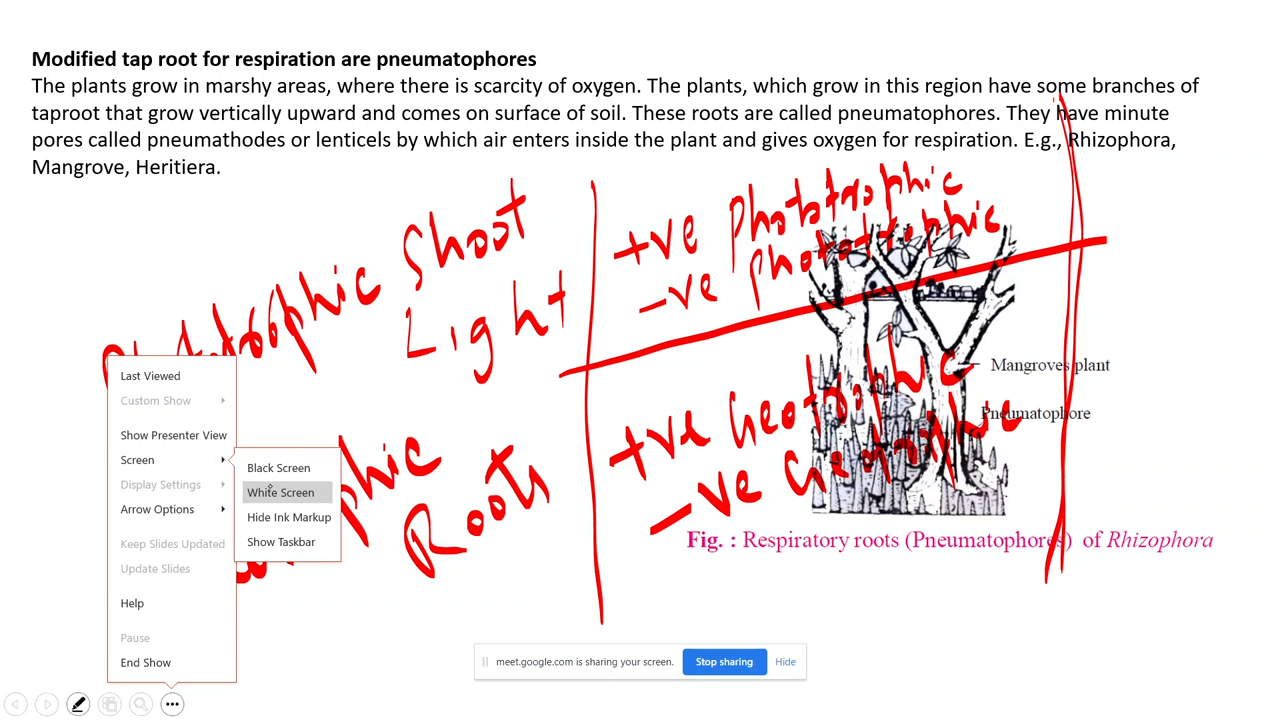 Modified tap root for respiration are pneumatophores
The plants grow in marshy areas, where there is scarcity of oxygen. The plants, which grow in this region have some branches of
taproot that grow vertically upward and comes on surface of soil. These roots are called pneumatophores. They have minute
pores called pneumathodes or lenticels by which air enters inside the plant and gives oxygen for respiration. E.g., Rhizophora,
Mangrove, Heritiera.
Shoot
Light
+ve Phototrophic
-ve phototrophic
+ve Geotrophic
-ve Geotrophic
Roots
Mangroves plant
Pneumatophore
Fig. : Respiratory roots (Pneumatophores) of Rhizophora
Last Viewed
Custom Show
Show Presenter View
Screen
Display Settings
Arrow Options
Keep Slides Updated
Update Slides
Help
Pause
End Show
Black Screen
White Screen
Hide Ink Markup
Show Taskbar
meet.google.com is sharing your screen.
Stop sharing
Hide